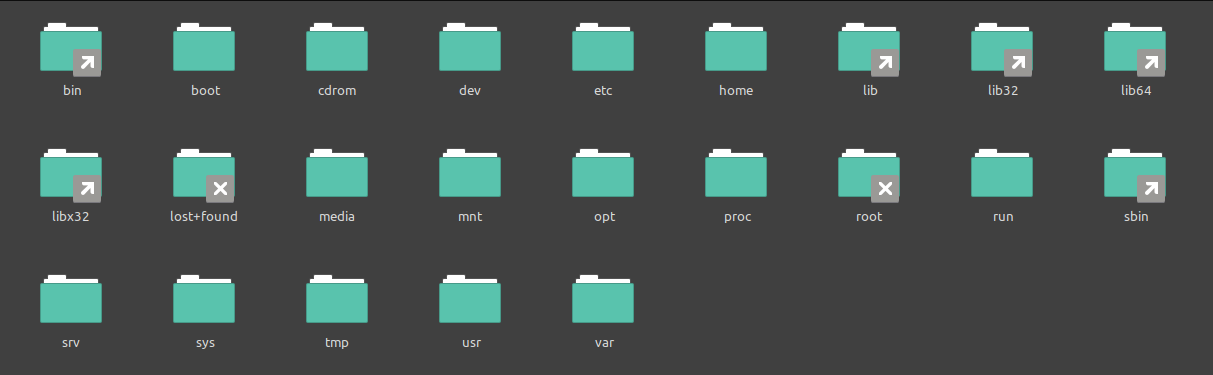 bin boot cdrom dev etc home lib lib32 lib64
libx32 lost+found media mnt opt proc root run sbin
srv sys tmp usr var